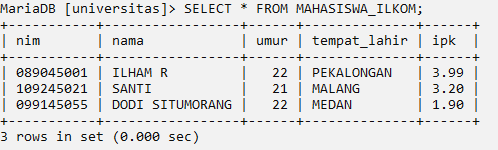 MariaDB [universitas]> SELECT * FROM MAHASISWA_ILKOM;
+-----------+-----------------+------+--------------+------+
| nim       | nama            | umur | tempat_lahir | ipk  |
+-----------+-----------------+------+--------------+------+
| 089045001 | ILHAM R         |   22 | PEKALONGAN   | 3.99 |
| 109245021 | SANTI           |   21 | MALANG       | 3.20 |
| 099145055 | DODI SITUMORANG |   22 | MEDAN        | 1.90 |
+-----------+-----------------+------+--------------+------+
3 rows in set (0.000 sec)